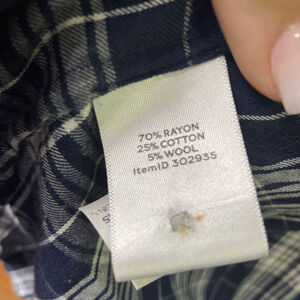 70% RAYON
25% COTTON
5% WOOL
ItemID 302935